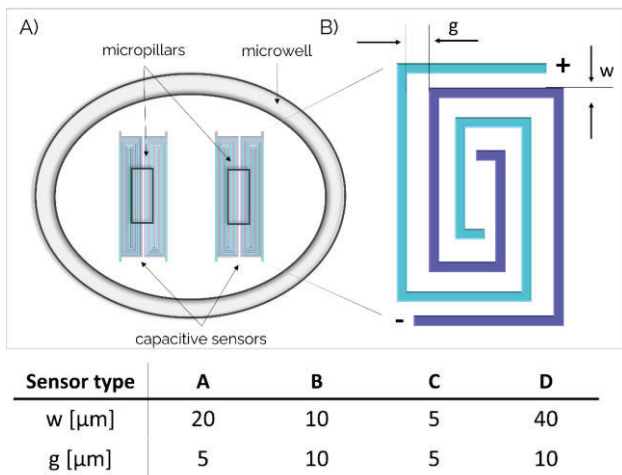 A)
B)
micropillars
microwell
g
+
w
-
capacitive sensors
Sensor type A B C D
w [μm] 20 10 5 40
g [μm] 5 10 5 10